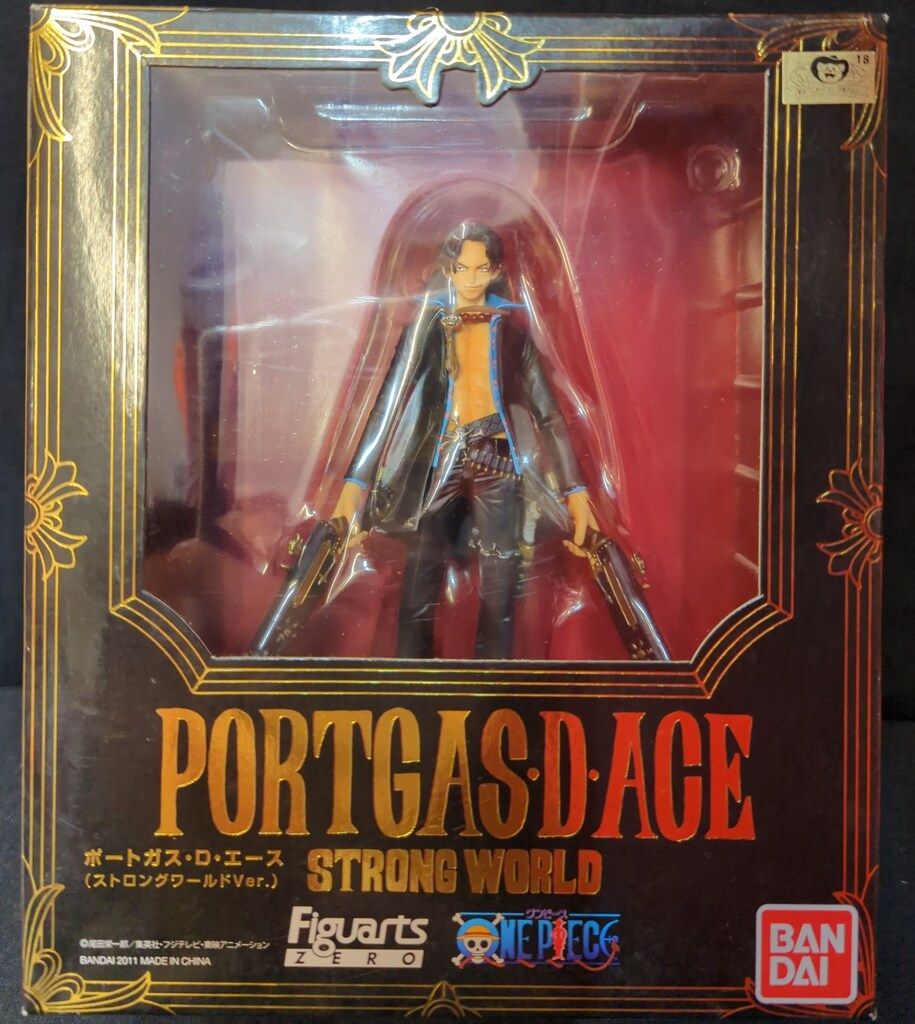 18
PORTGAS·D·ACE
ポートガス・D・エース
(ストロングワールドVer.)
STRONG WORLD
©尾田栄一郎/集英社・フジテレビ・東映アニメーション
BANDAI 2011 MADE IN CHINA
Figuarts
ZERO
ワンピース
ONE PIECE
BAN
DAI